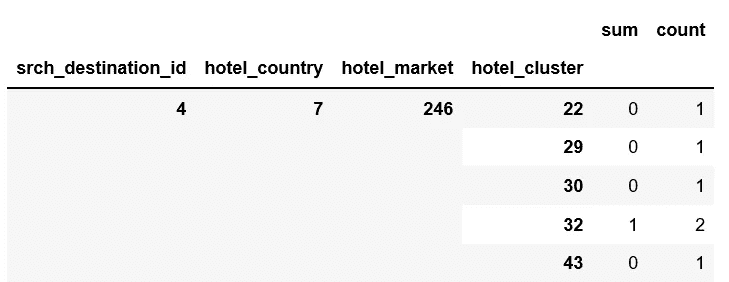 sum count
srch_destination_id hotel_country hotel_market hotel_cluster
4 7 246 22 0 1
29 0 1
30 0 1
32 1 2
43 0 1